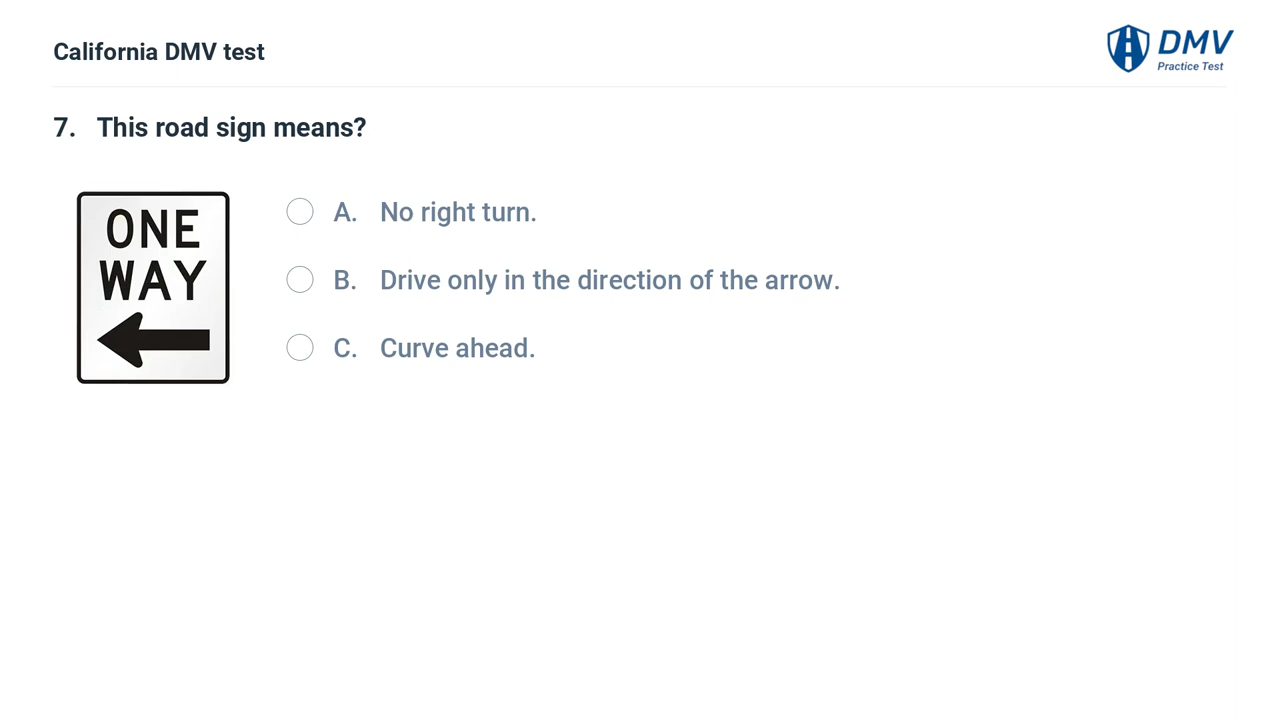 California DMV test
DMV
Practice Test
7. This road sign means?
ONE
WAY
A. No right turn.
B. Drive only in the direction of the arrow.
C. Curve ahead.